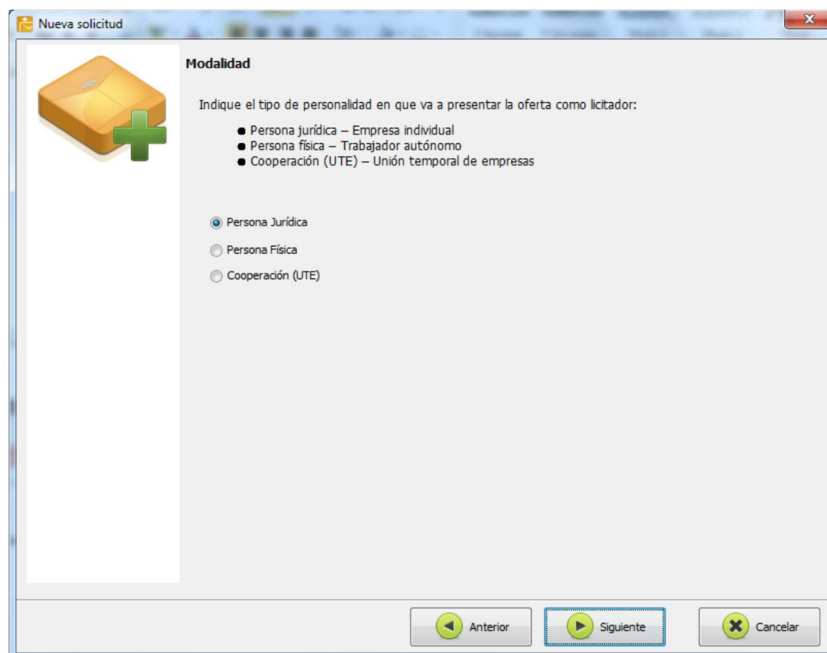 Nueva solicitud
Modalidad
Indique el tipo de personalidad en que va a presentar la oferta como licitador:
● Persona jurídica – Empresa individual
● Persona física – Trabajador autónomo
● Cooperación (UTE) – Unión temporal de empresas
Persona Jurídica
Persona Física
Cooperación (UTE)
Anterior
Siguiente
Cancelar